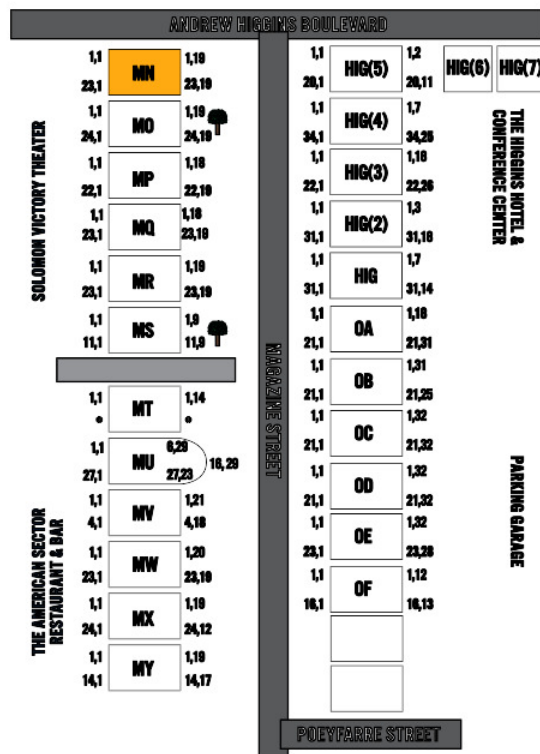 ANDREW HIGGINS BOULEVARD
1,1 MN 1,19
23,1 23,19
1,1 MO 1,19
24,1 24,19
1,1 MP 1,18
22,1 22,19
1,1 MQ 1,18
23,1 23,19
1,1 MR 1,19
23,1 23,19
1,1 MS 1,9
11,1 11,9
SOLOMON VICTORY THEATER
1,1 MT 1,14
* *
1,1 MU 6,29
27,1 27,23 16,29
1,1 MV 1,21
4,1 4,18
1,1 MW 1,20
23,1 23,19
1,1 MX 1,19
24,1 24,12
1,1 MY 1,19
14,1 14,17
THE AMERICAN SECTOR
RESTAURANT & BAR
MAGAZINE STREET
1,1 HIG(5) 1,2
20,1 20,11
HIG(6) HIG(7)
1,1 HIG(4) 1,7
34,1 34,25
1,1 HIG(3) 1,16
22,1 22,26
1,1 HIG(2) 1,3
31,1 31,16
1,1 HIG 1,7
31,1 31,14
1,1 OA 1,18
21,1 21,31
1,1 OB 1,31
21,1 21,25
1,1 OC 1,32
21,1 21,32
1,1 OD 1,32
21,1 21,32
1,1 OE 1,32
23,1 23,28
1,1 OF 1,12
16,1 16,13
THE HIGGINS HOTEL &
CONFERENCE CENTER
PARKING GARAGE
POEYFARRE STREET